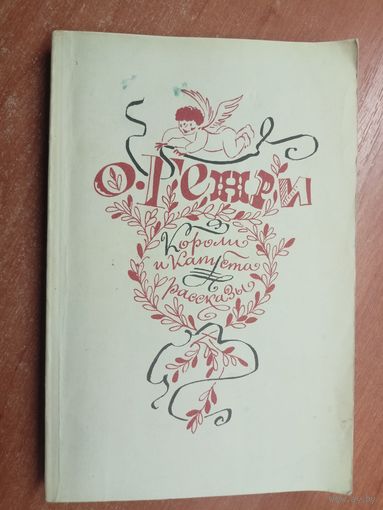 О. Генри
Короли
и Капуста
рассказы